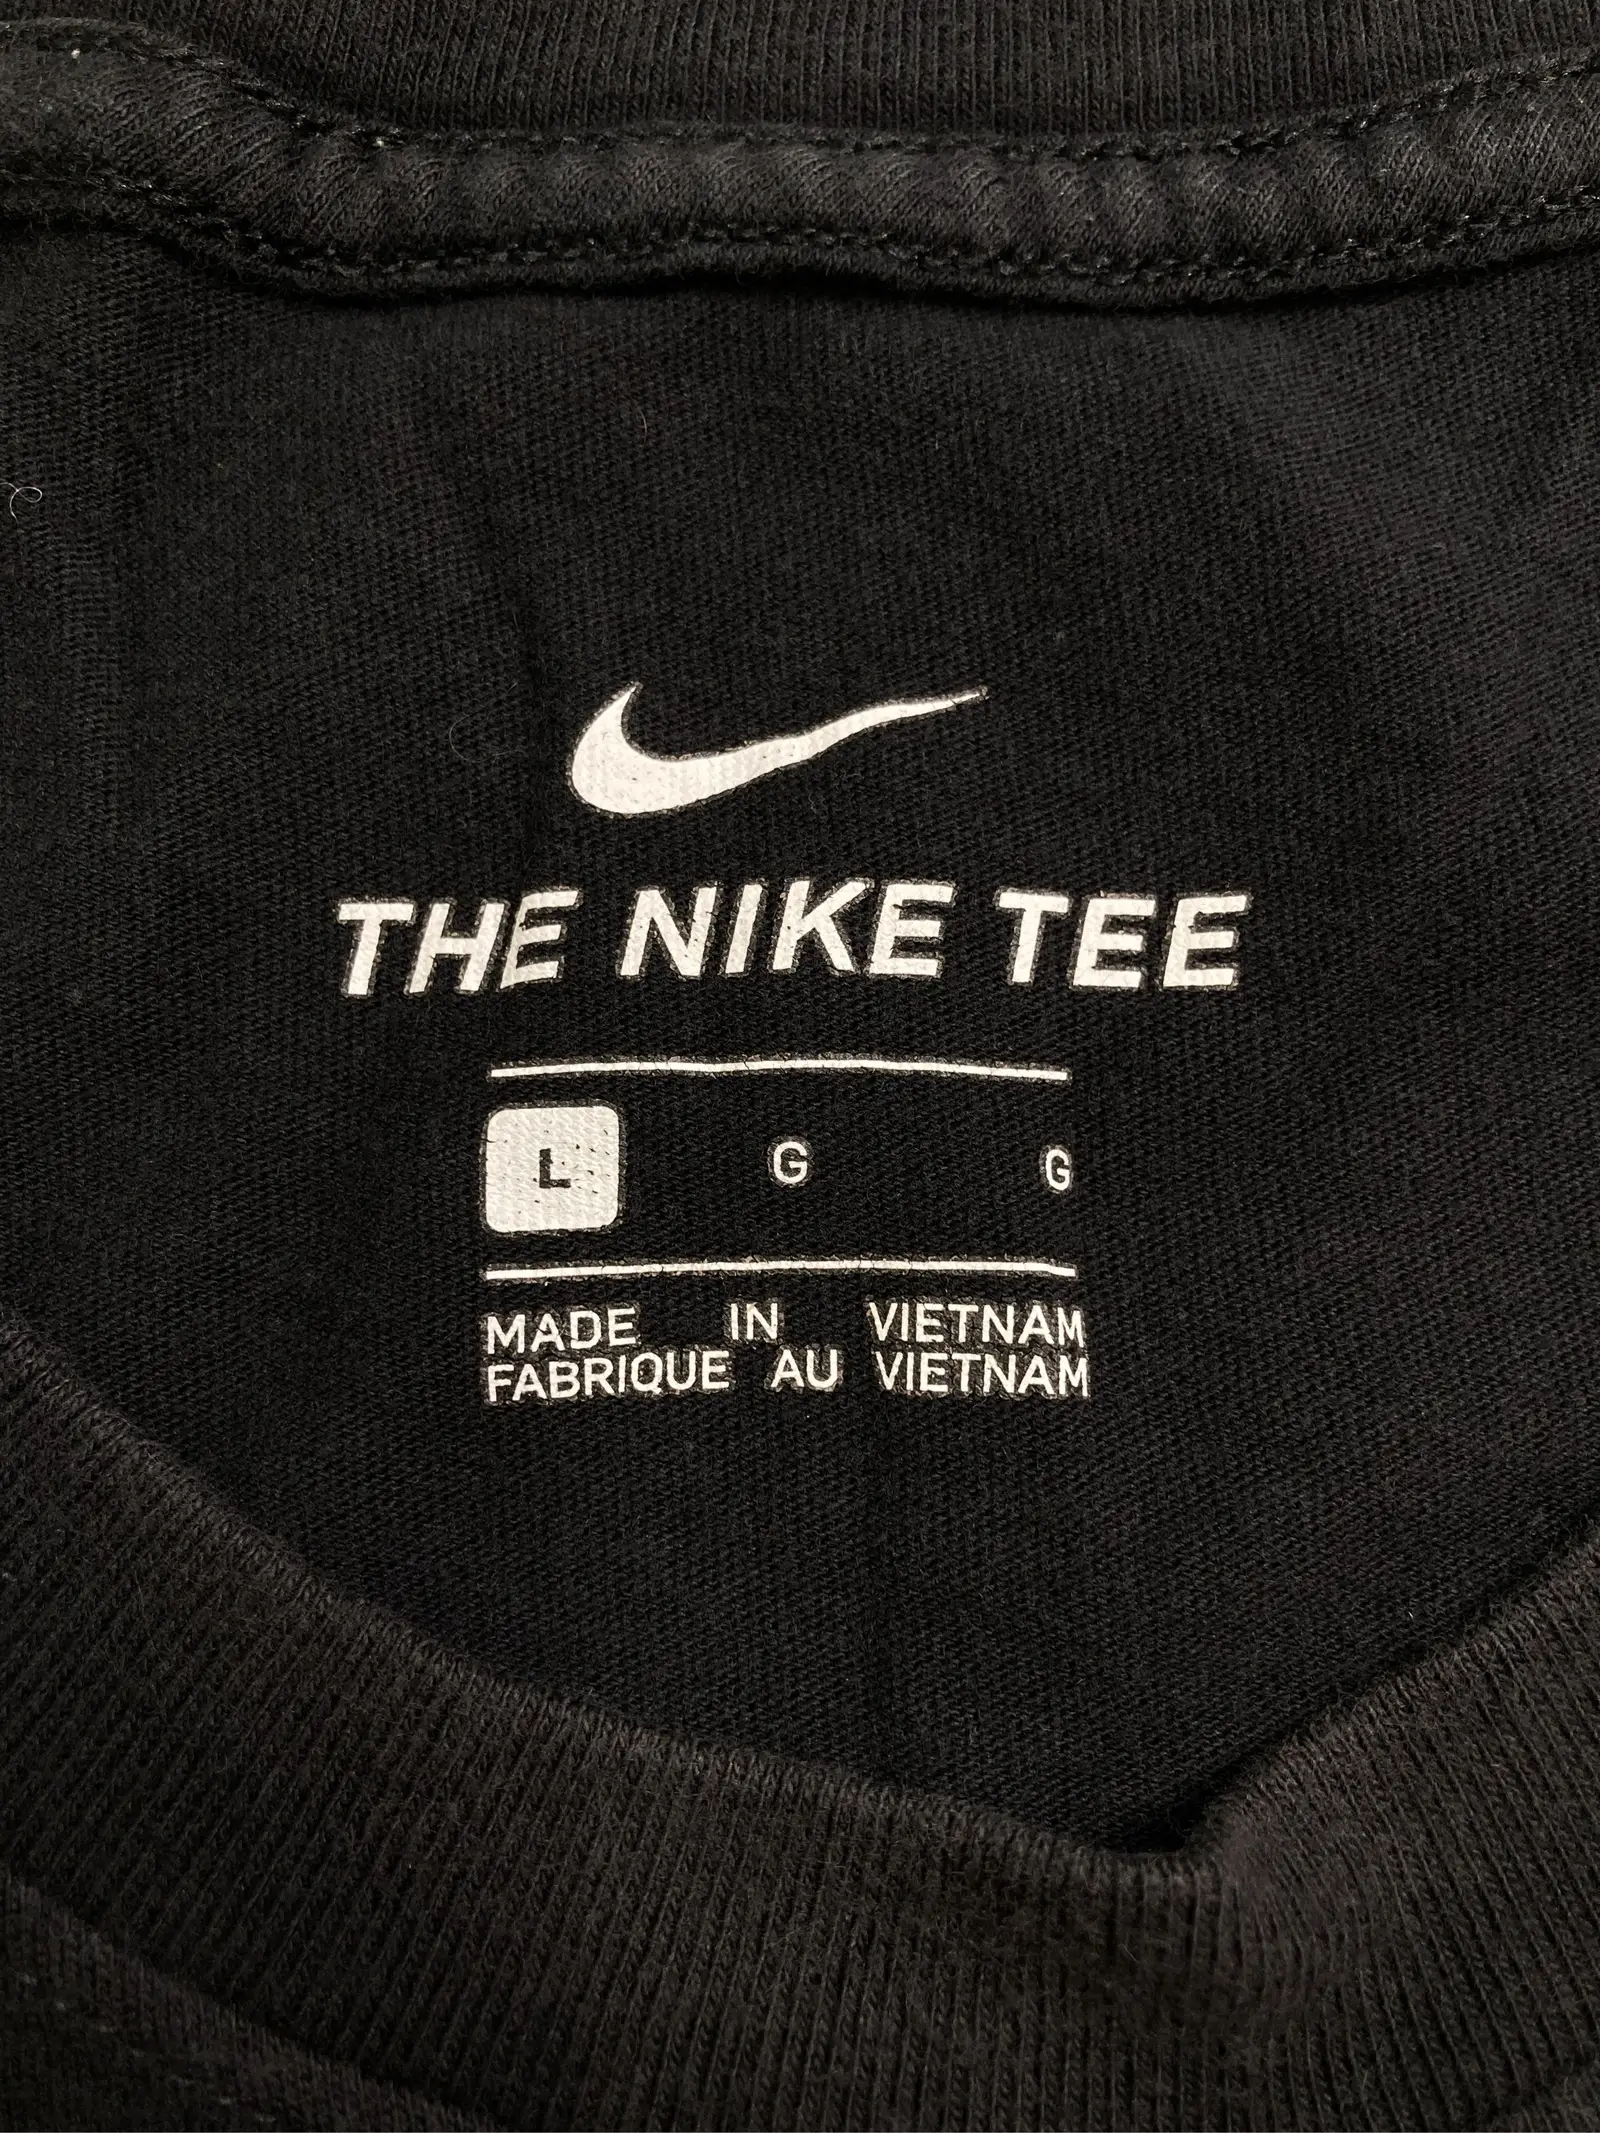 THE NIKE TEE
L G G
MADE IN VIETNAM
FABRIQUE AU VIETNAM